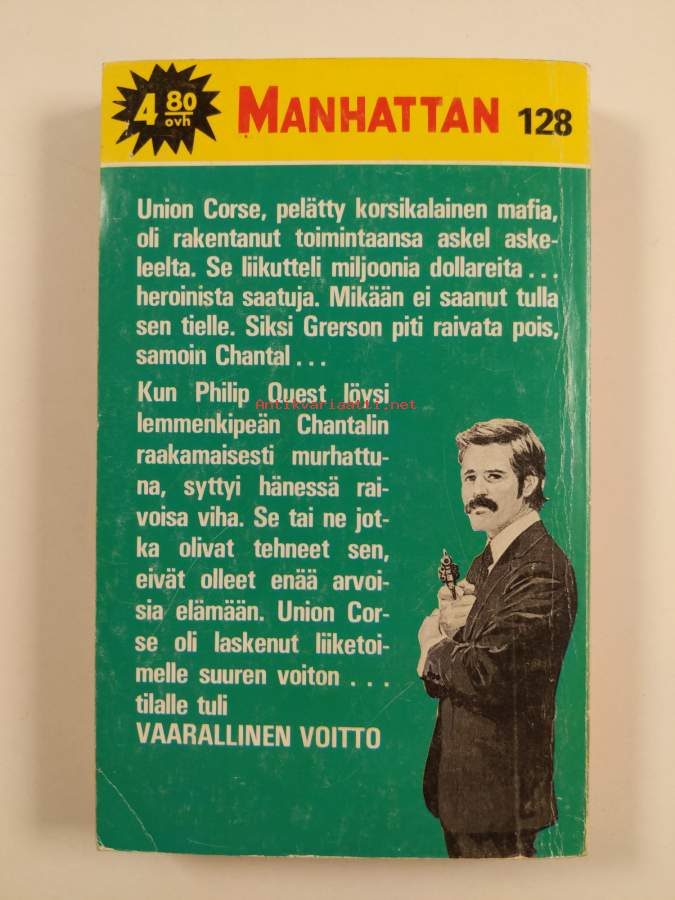 4 80
ovh
MANHATTAN 128
Union Corse, pelätty korsikalainen mafia,
oli rakentanut toimintaansa askel aske-
leelta. Se liikutteli miljoonia dollareita ...
heroinista saatuja. Mikään ei saanut tulla
sen tielle. Siksi Grerson piti raivata pois,
samoin Chantal ...
Kun Philip Quest löysi
Antikvariaatti.net
lemmenkipeän Chantalin
raakamaisesti murhattu-
na, syttyi hänessä rai-
voisa viha. Se tai ne jot-
ka olivat tehneet sen,
eivät olleet enää arvoi-
sia elämään. Union Cor-
se oli laskenut liiketoi-
melle suuren voiton ...
tilalle tuli
VAARALLINEN VOITTO